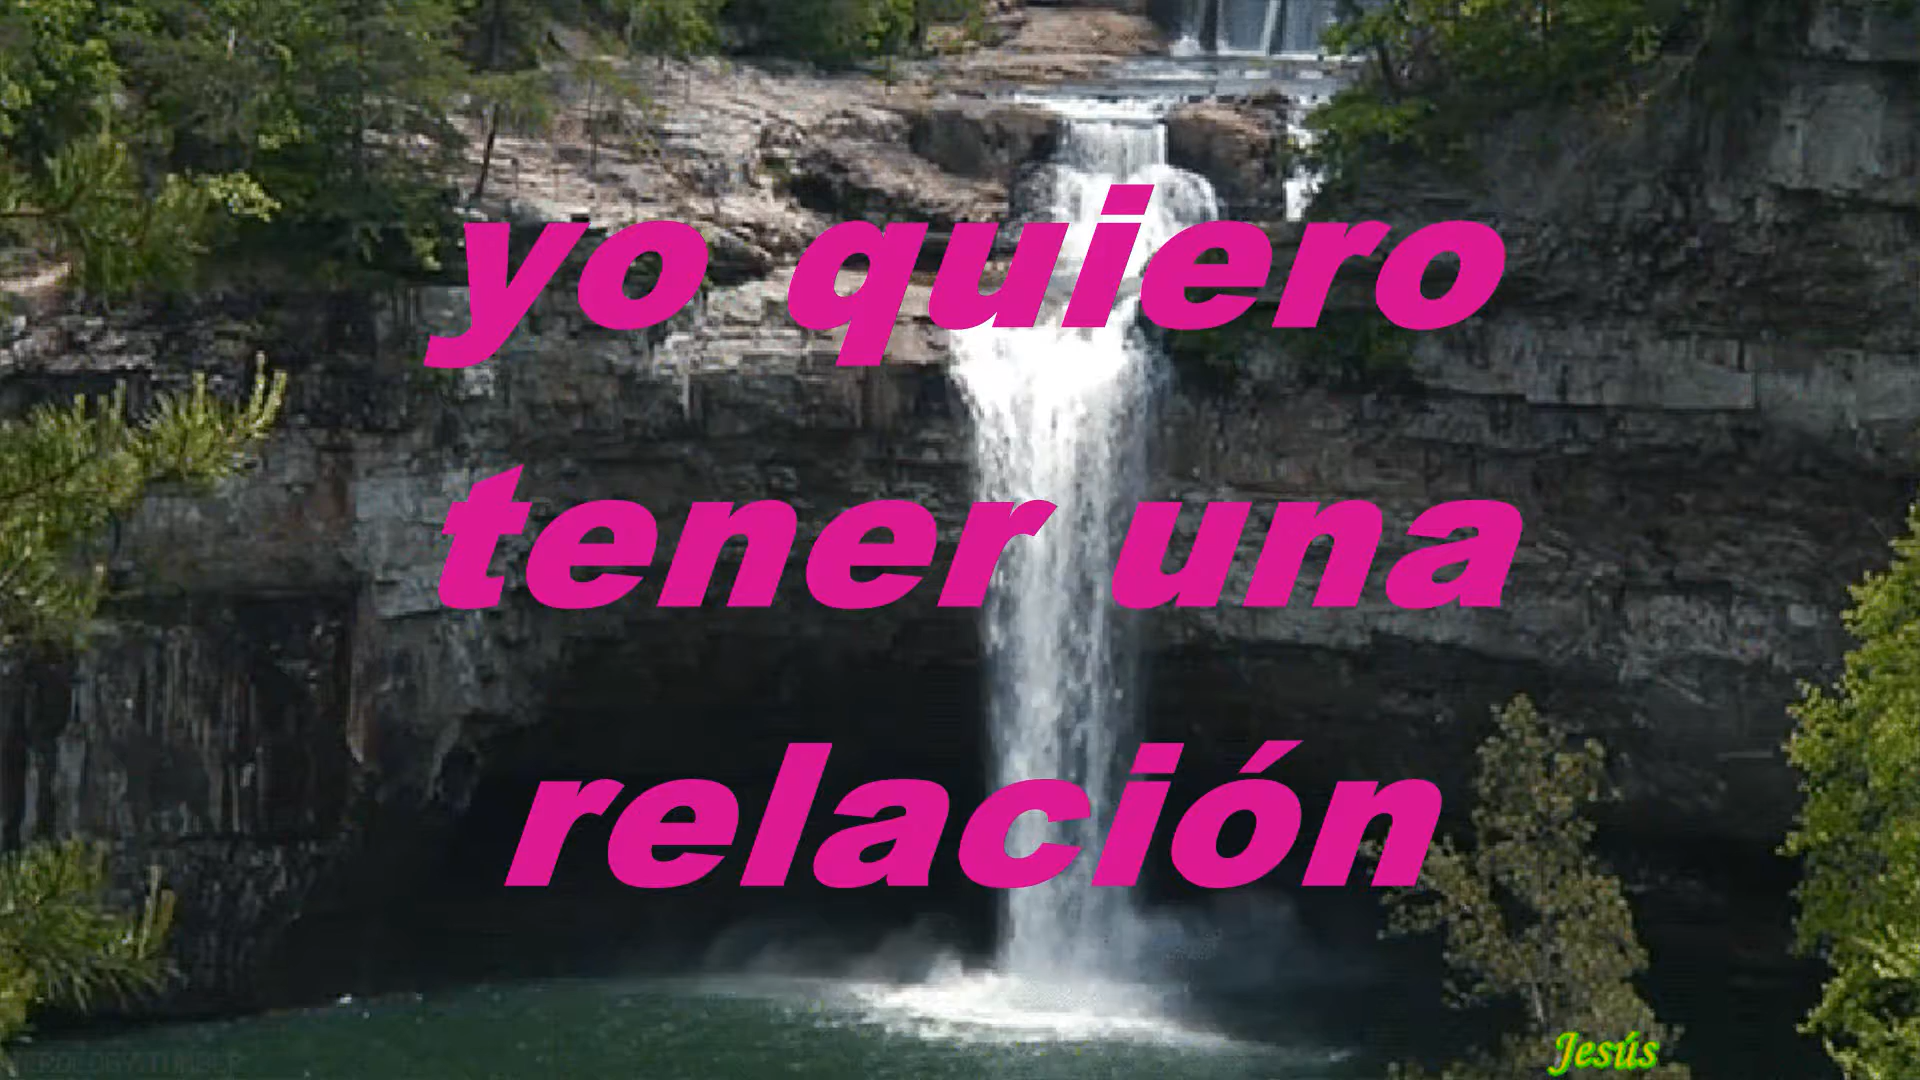 yo quiero
tener una
relación
Jesús